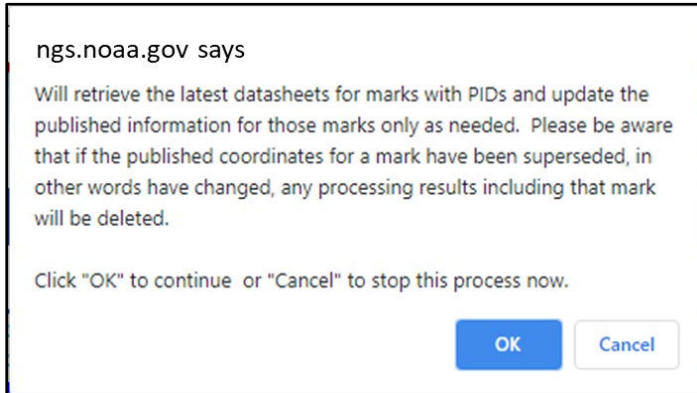 ngs.noaa.gov says
Will retrieve the latest datasheets for marks with PIDs and update the
published information for those marks only as needed.  Please be aware
that if the published coordinates for a mark have been superseded, in
other words have changed, any processing results including that mark
will be deleted.
Click "OK" to continue  or "Cancel" to stop this process now.
OK Cancel